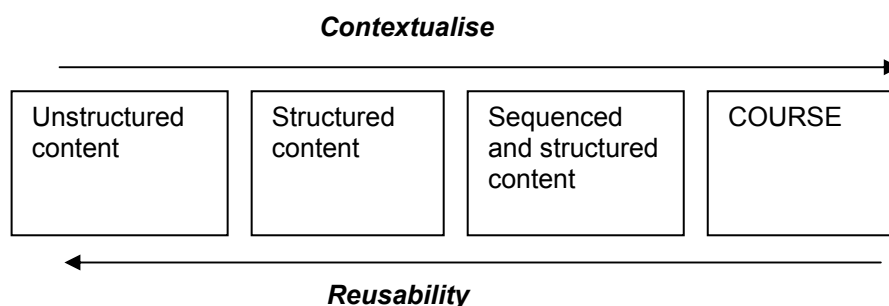 Contextualise
Unstructured
content
Structured
content
Sequenced
and structured
content
COURSE
Reusability